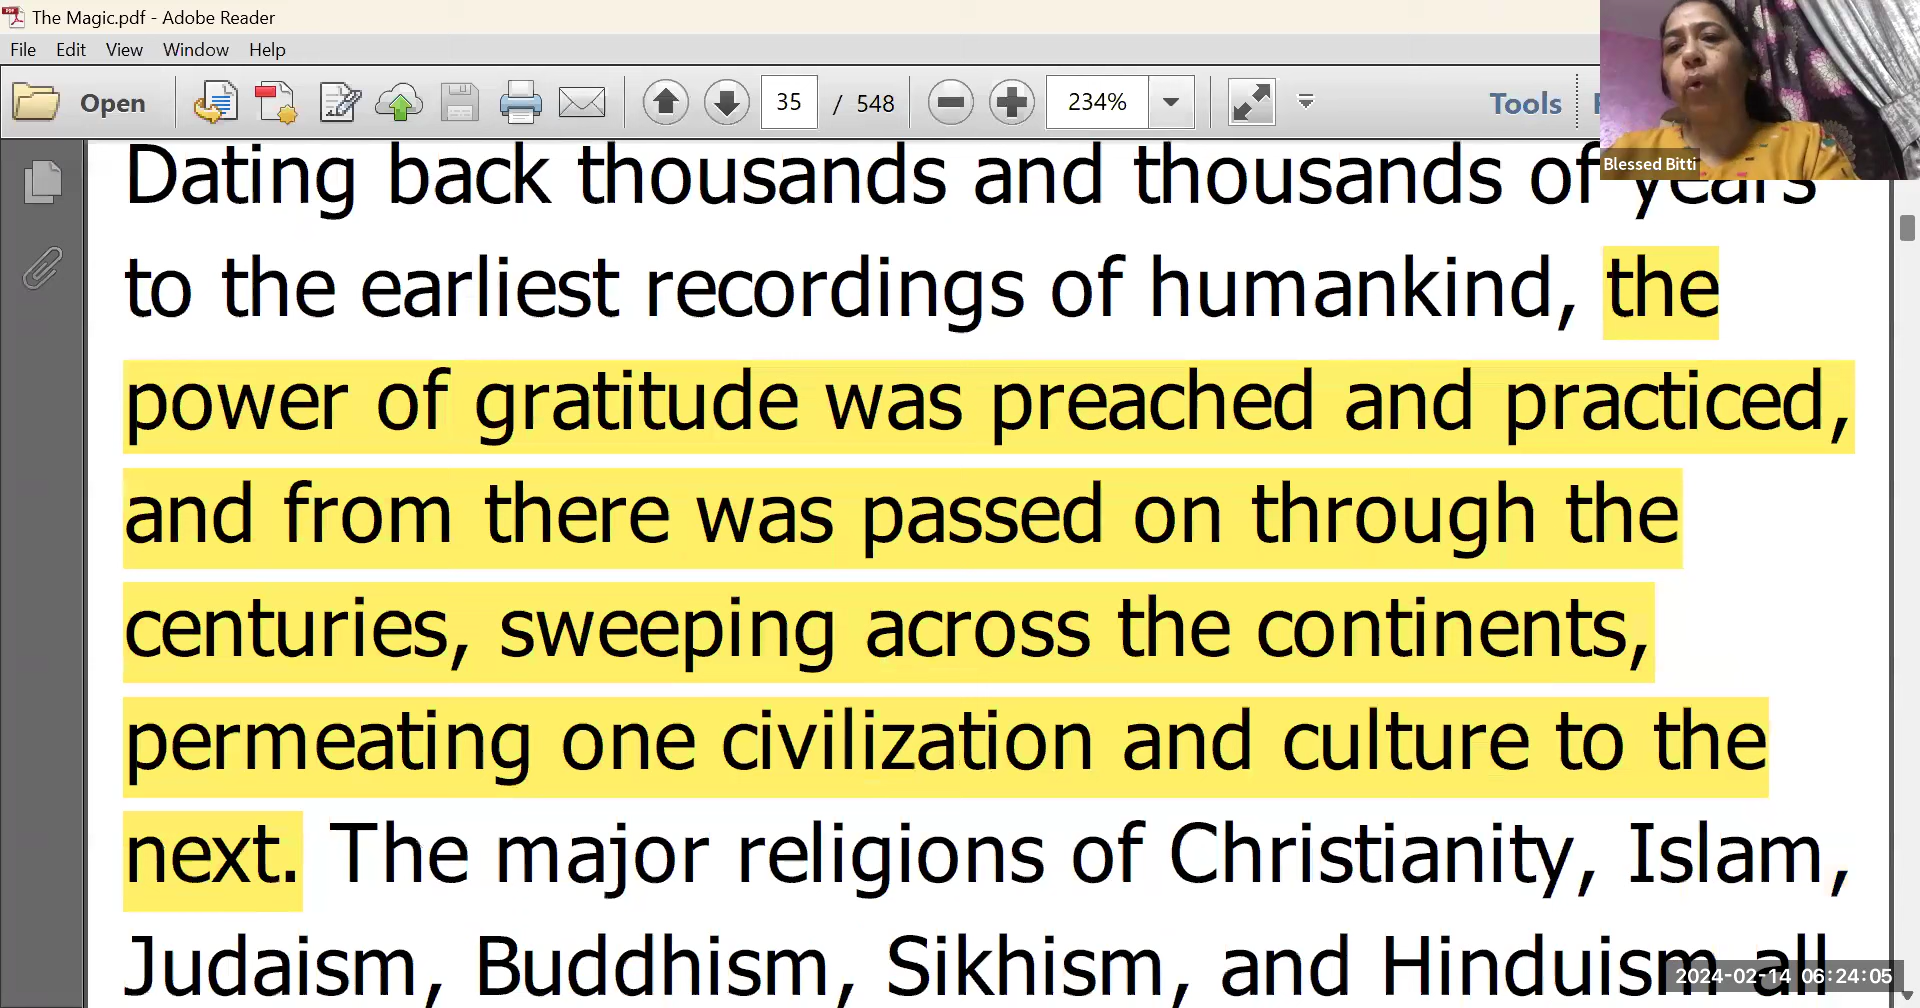 The Magic.pdf - Adobe Reader
File Edit View Window Help
Open 35 / 548 234% Tools
Blessed Bitti
Dating back thousands and thousands of years
to the earliest recordings of humankind, the
power of gratitude was preached and practiced,
and from there was passed on through the
centuries, sweeping across the continents,
permeating one civilization and culture to the
next. The major religions of Christianity, Islam,
Judaism, Buddhism, Sikhism, and Hinduism all
2024-02-14 06:24:05